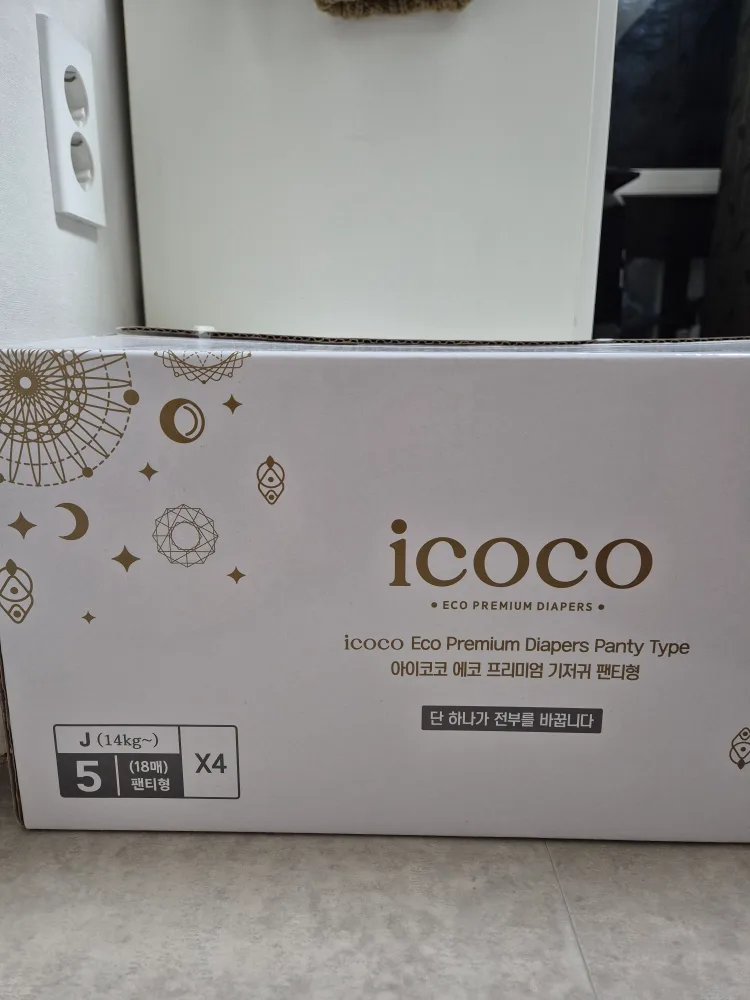 icoco
• ECO PREMIUM DIAPERS •
icoco Eco Premium Diapers Panty Type
아이코코 에코 프리미엄 기저귀 팬티형
단 하나가 전부를 바꿉니다
J (14kg~)
5
(18매)
팬티형
X4